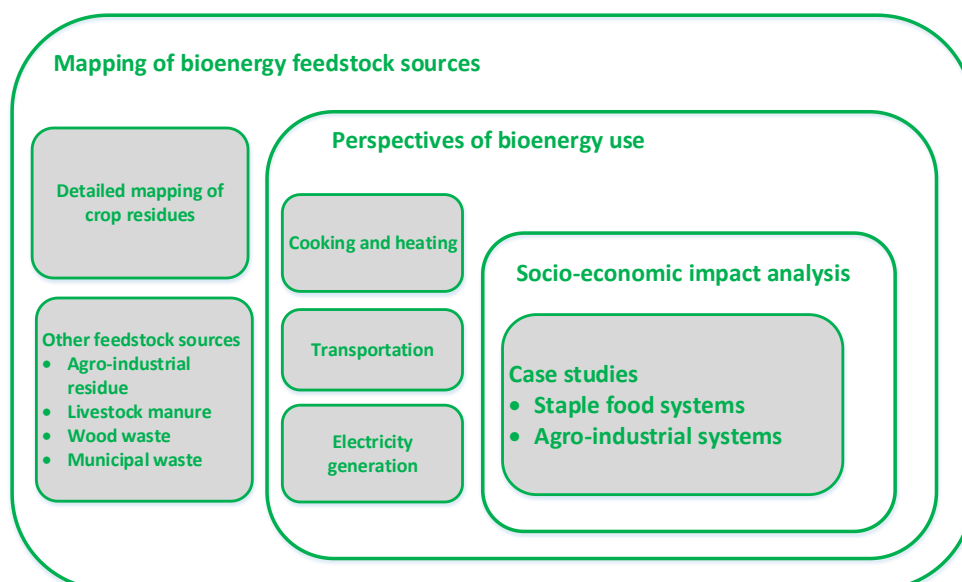 Mapping of bioenergy feedstock sources
Detailed mapping of
crop residues
Other feedstock sources
• Agro-industrial
residue
• Livestock manure
• Wood waste
• Municipal waste
Perspectives of bioenergy use
Cooking and heating
Transportation
Electricity
generation
Socio-economic impact analysis
Case studies
• Staple food systems
• Agro-industrial systems